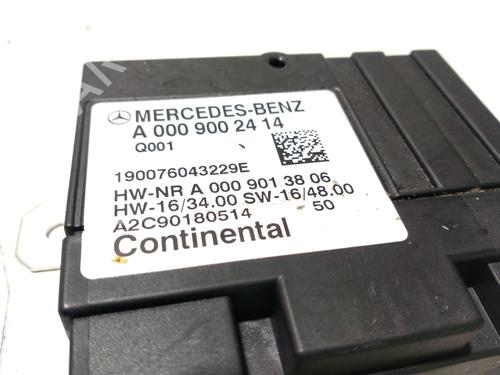 MERCEDES-BENZ
A 000 900 24 14
Q001
190076043229E
HW-NR A 000 901 38 06
HW-16/34.00 SW-16/48.00
A2C90180514 50
Continental